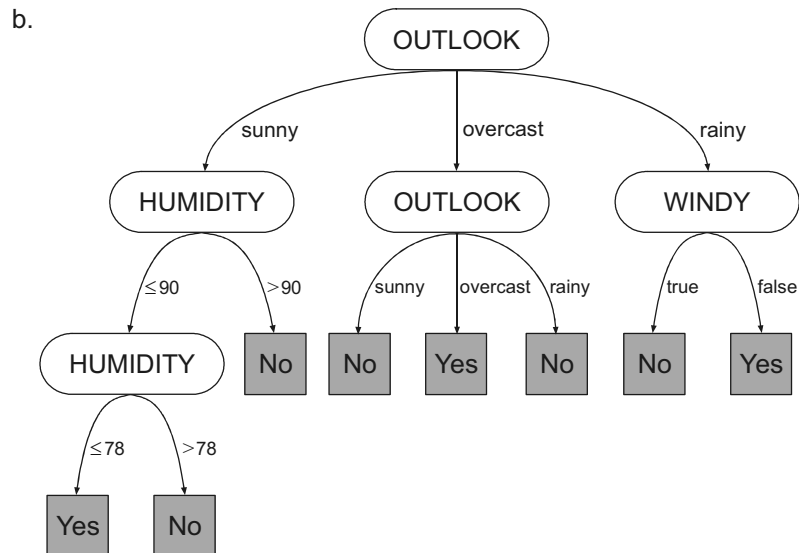 b.
OUTLOOK
sunny
overcast
rainy
HUMIDITY
OUTLOOK
WINDY
≤90
>90
sunny
overcast
rainy
true
false
HUMIDITY
No
No
Yes
No
No
Yes
≤78
>78
Yes
No